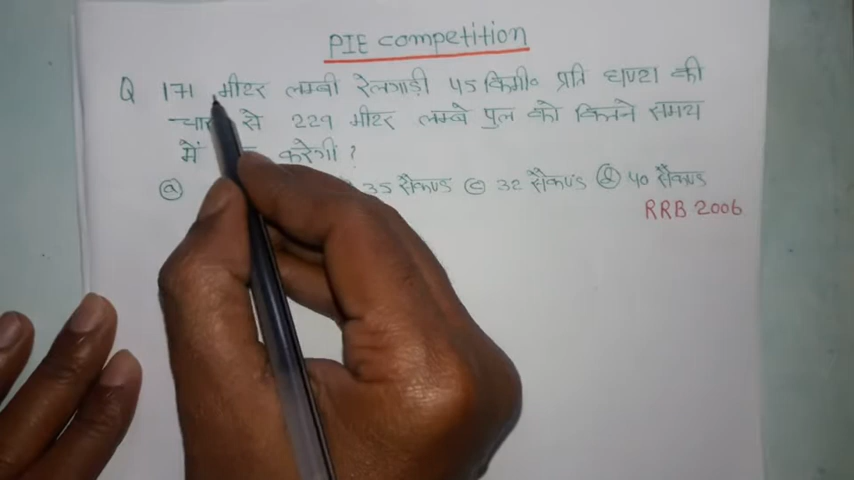 PIE competition
Q 171 मीटर लम्बी रेलगाड़ी 45 किमी० प्रति घण्टा की
से 229 मीटर लम्बे पुल को कितने समय
में करेगी ?
ⓐ 35 सैकण्ड ⓒ 32 सैकण्ड ⓓ 40 सैकण्ड
RRB 2006